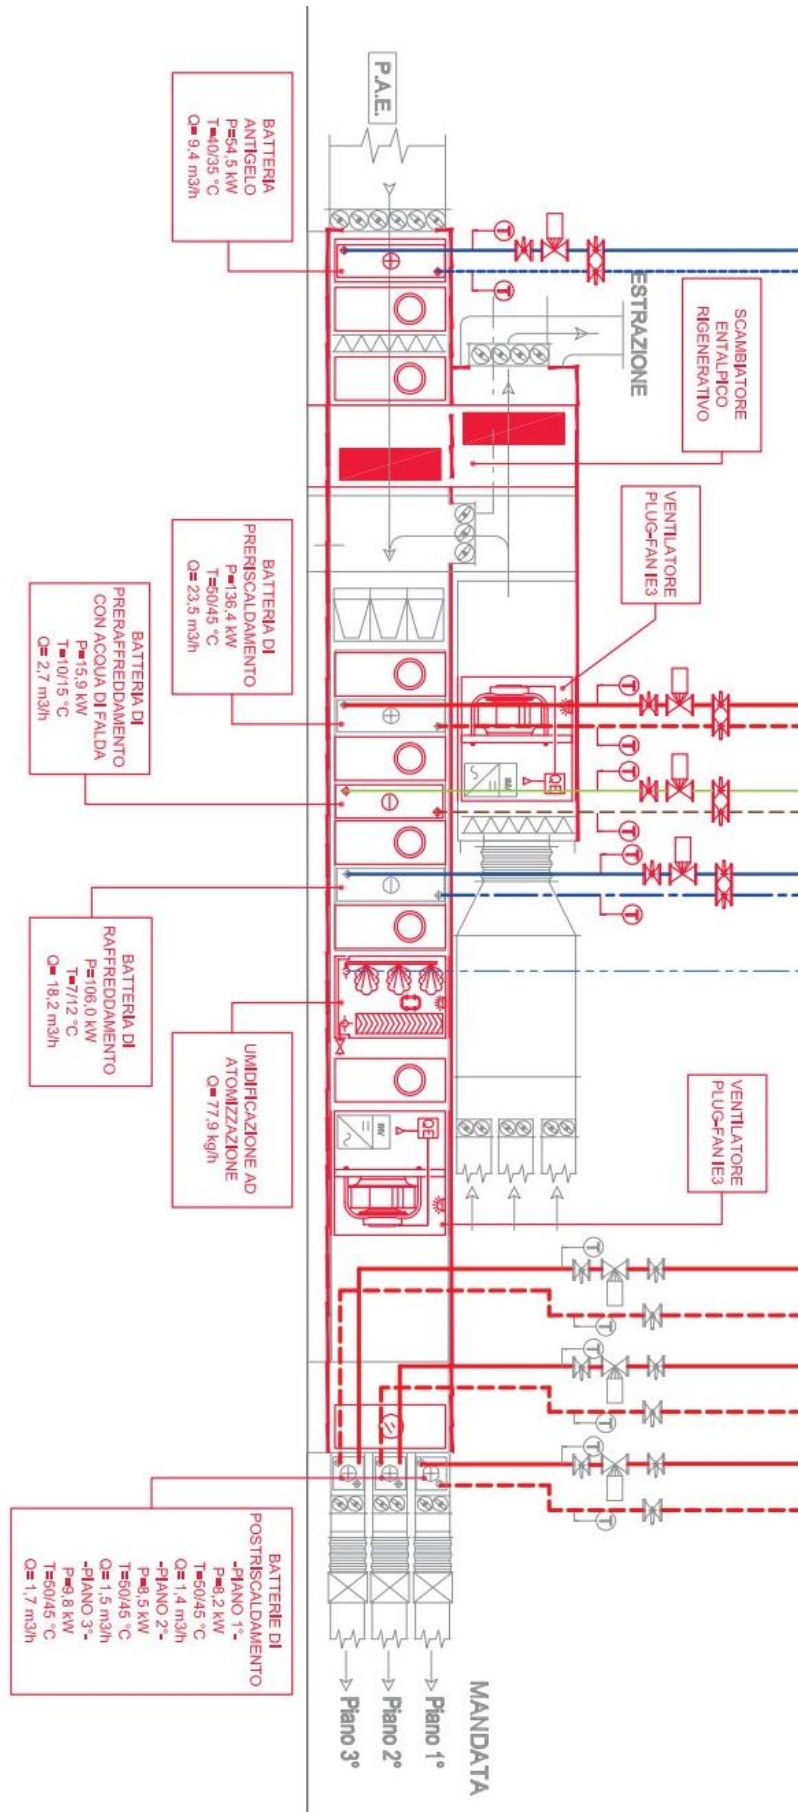 P.A.E.
BATTERIA
ANTIGELO
P=54,5 kW
T=40/35 °C
Q= 9,4 m3/h
ESTRAZIONE
SCAMBIATORE
ENTALPICO
RIGENERATIVO
VENTILATORE
PLUG-FAN IE3
BATTERIA DI
PRERISCALDAMENTO
P=136,4 kW
T=50/45 °C
Q= 23,5 m3/h
BATTERIA DI
PRERAFFREDDAMENTO
CON ACQUA DI FALDA
P=15,9 kW
T=10/15 °C
Q= 2,7 m3/h
BATTERIA DI
RAFFREDDAMENTO
P=106,0 kW
T=7/12 °C
Q= 18,2 m3/h
UMIDIFICAZIONE AD
ATOMIZZAZIONE
Q= 77,9 kg/h
VENTILATORE
PLUG-FAN IE3
BATTERIE DI
POSTRISCALDAMENTO
-PIANO 1°-
P=8,2 kW
T=50/45 °C
Q= 1,4 m3/h
-PIANO 2°-
P=8,5 kW
T=50/45 °C
Q= 1,5 m3/h
-PIANO 3°-
P=9,8 kW
T=50/45 °C
Q= 1,7 m3/h
MANDATA
Piano 1°
Piano 2°
Piano 3°
T
T
T
T
T
T
T
T
T
T
T
T
T
T
INV
QE
INV
QE